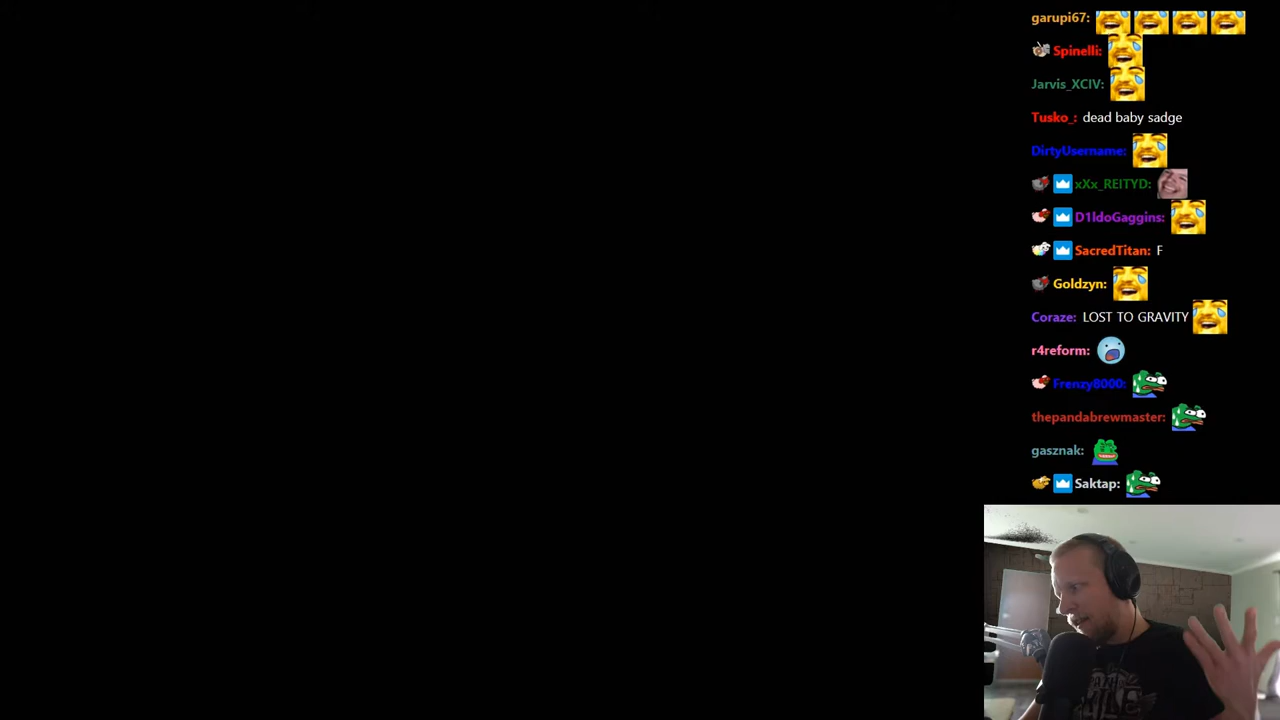 garupi67:
Spinelli:
Jarvis_XCIV:
Tusko_: dead baby sadge
DirtyUsername:
xXx_REITYD:
D1ldoGaggins:
SacredTitan: F
Goldzyn:
Coraze: LOST TO GRAVITY
r4reform:
Frenzy8000:
thepandabrewmaster:
gasznak:
Saktap: